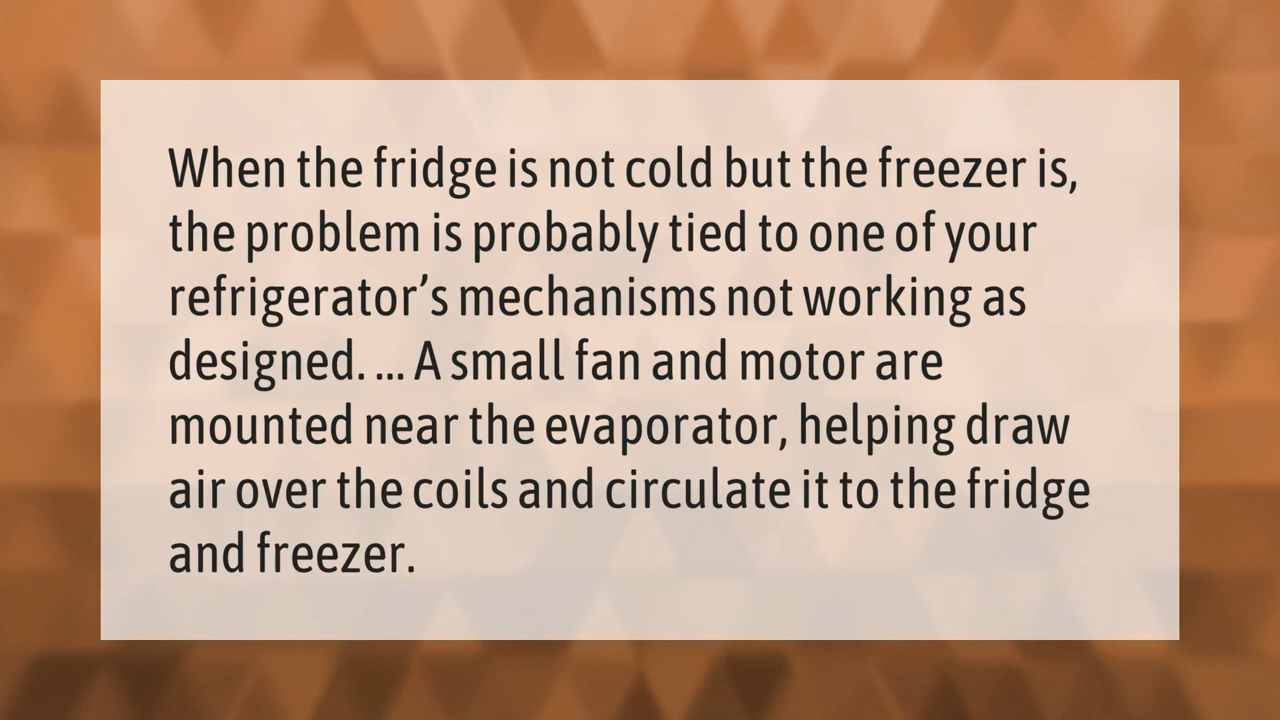 When the fridge is not cold but the freezer is,
the problem is probably tied to one of your
refrigerator’s mechanisms not working as
designed. ... A small fan and motor are
mounted near the evaporator, helping draw
air over the coils and circulate it to the fridge
and freezer.